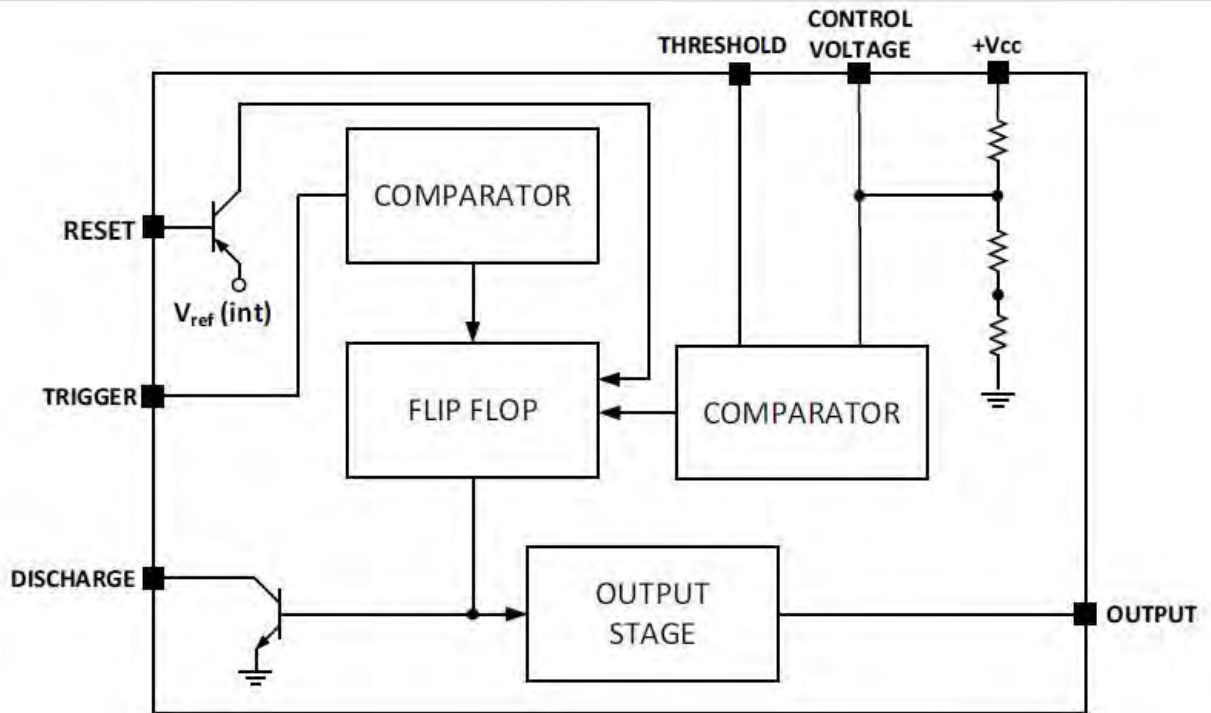 CONTROL
VOLTAGE
THRESHOLD
+Vcc
COMPARATOR
RESET
Vref (int)
TRIGGER
FLIP FLOP
COMPARATOR
DISCHARGE
OUTPUT
STAGE
OUTPUT